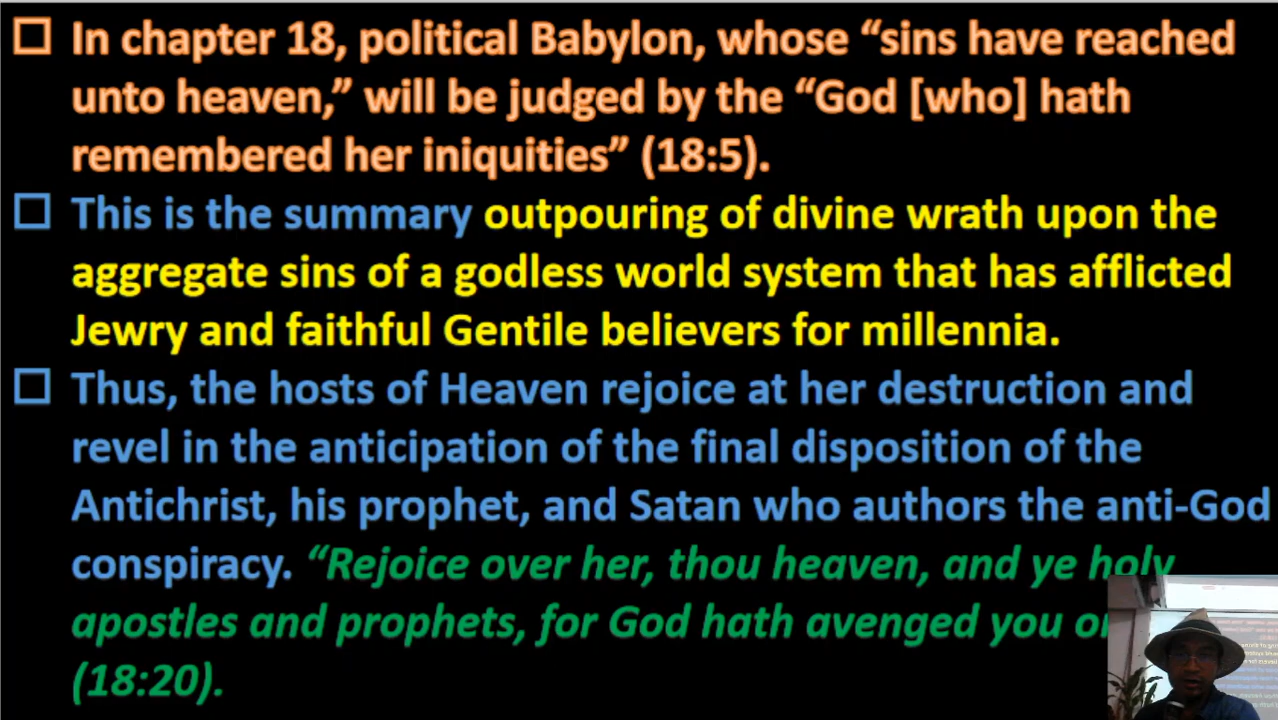 In chapter 18, political Babylon, whose “sins have reached
unto heaven,” will be judged by the “God [who] hath
remembered her iniquities” (18:5).
This is the summary outpouring of divine wrath upon the
aggregate sins of a godless world system that has afflicted
Jewry and faithful Gentile believers for millennia.
Thus, the hosts of Heaven rejoice at her destruction and
revel in the anticipation of the final disposition of the
Antichrist, his prophet, and Satan who authors the anti-God
conspiracy. “Rejoice over her, thou heaven, and ye holy
apostles and prophets, for God hath avenged you
(18:20).